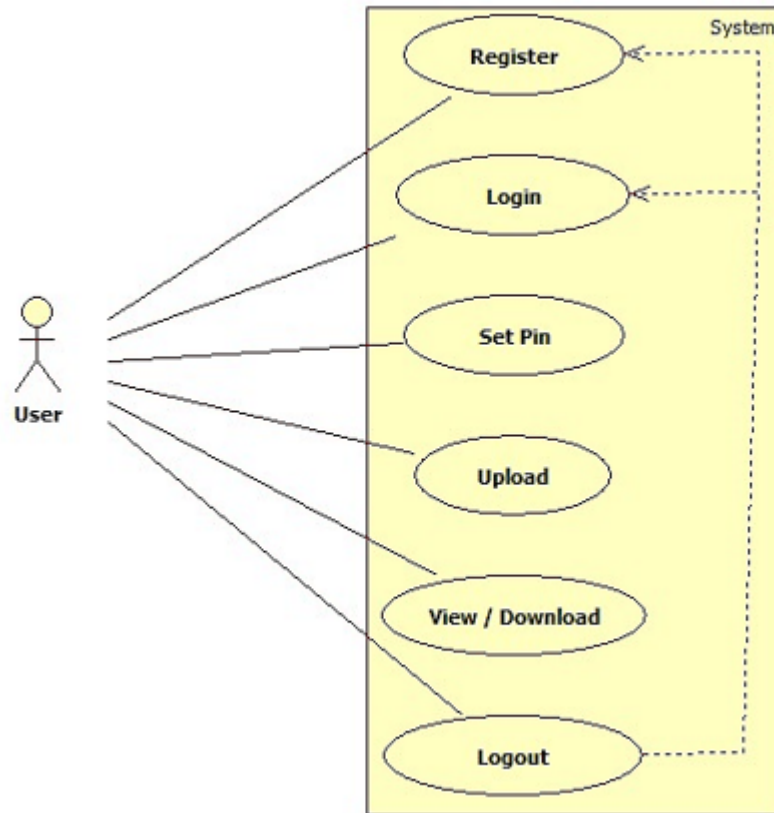 System
Register
Login
Set Pin
User
Upload
View / Download
Logout